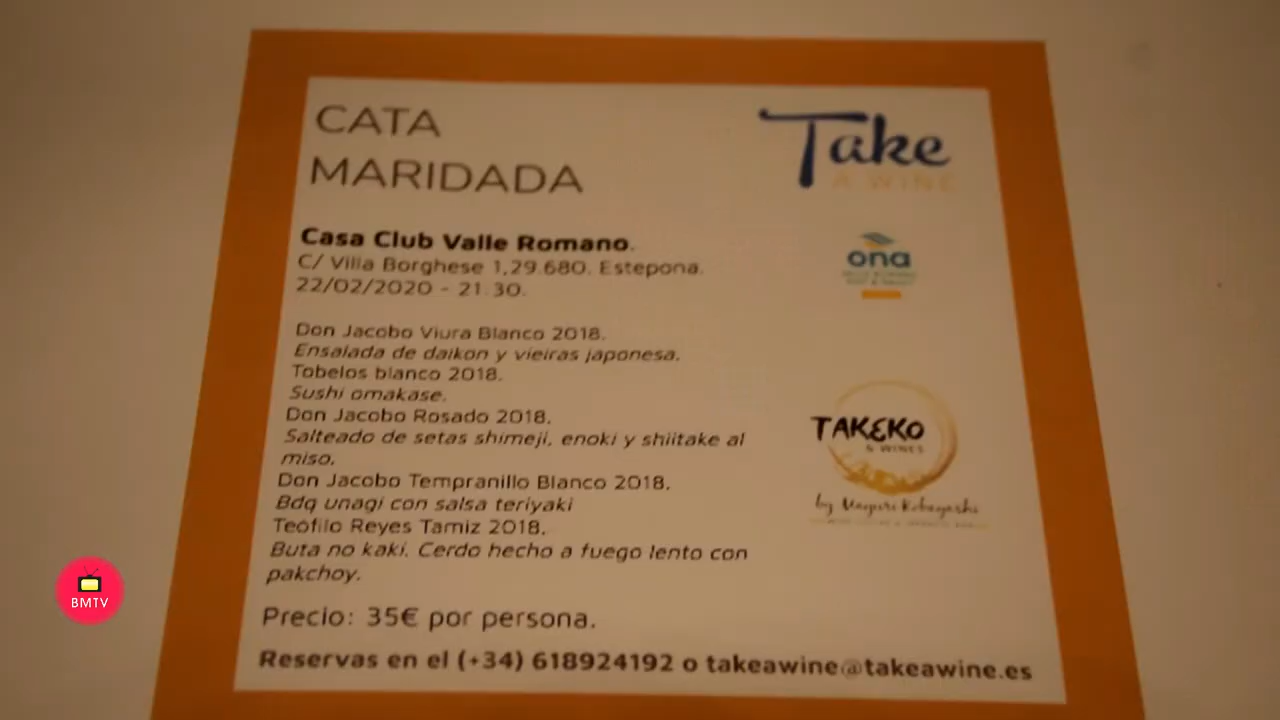 CATA
MARIDADA
Take
A WINE
Casa Club Valle Romano.
C/ Villa Borghese 1,29.680. Estepona.
22/02/2020 - 21.30.
ona
Don Jacobo Viura Blanco 2018.
Ensalada de daikon y vieiras japonesa.
Tobelos blanco 2018.
Sushi omakase.
Don Jacobo Rosado 2018.
Salteado de setas shimeji, enoki y shiitake al
miso.
Don Jacobo Tempranillo Blanco 2018.
Bdq unagi con salsa teriyaki
Teofilo Reyes Tamiz 2018.
Buta no kaki. Cerdo hecho a fuego lento con
pakchoy.
TAKEKO
& WINES
by Mayuri Kobayashi
Precio: 35€ por persona.
Reservas en el (+34) 618924192 o takeawine@takeawine.es
BMTV